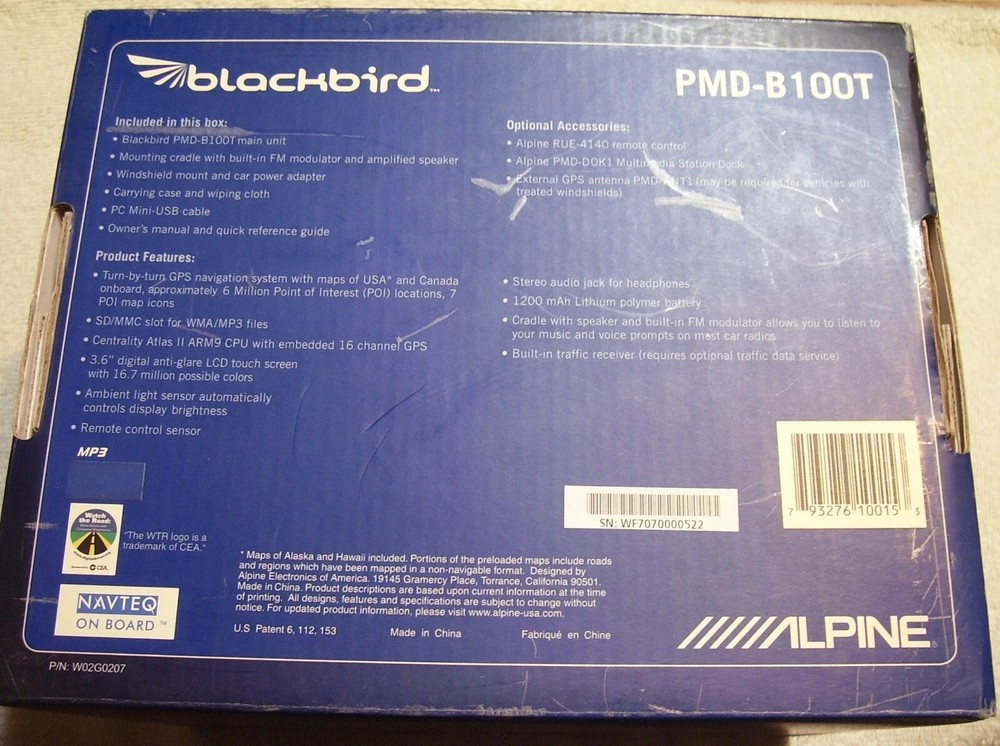 blackbird™
PMD-B100T
Included in this box:
• Blackbird PMD-B100T main unit
• Mounting cradle with built-in FM modulator and amplified speaker
• Windshield mount and car power adapter
• Carrying case and wiping cloth
• PC Mini-USB cable
• Owner's manual and quick reference guide
Optional Accessories:
• Alpine RUE-4140 remote control
• Alpine PMD-DOK1 Multimedia Station Dock
• External GPS antenna PMD-ANT1 (may be required for vehicles with
treated windshields)
Product Features:
• Turn-by-turn GPS navigation system with maps of USA* and Canada
onboard, approximately 6 Million Point of Interest (POI) locations, 7
POI map icons
• SD/MMC slot for WMA/MP3 files
• Centrality Atlas II ARM9 CPU with embedded 16 channel GPS
• 3.6" digital anti-glare LCD touch screen
with 16.7 million possible colors
• Ambient light sensor automatically
controls display brightness
• Remote control sensor
• Stereo audio jack for headphones
• 1200 mAh Lithium polymer battery
• Cradle with speaker and built-in FM modulator allows you to listen to
your music and voice prompts on most car radios
• Built-in traffic receiver (requires optional traffic data service)
MP3
Watch
the Road:
CEA
"The WTR logo is a
trademark of CEA."
NAVTEQ
ON BOARD™
* Maps of Alaska and Hawaii included. Portions of the preloaded maps include roads
and regions which have been mapped in a non-navigable format. Designed by
Alpine Electronics of America. 19145 Gramercy Place, Torrance, California 90501.
Made in China. Product descriptions are based upon current information at the time
of printing. All designs, features and specifications are subject to change without
notice. For updated product information, please visit www.alpine-usa.com.
U.S Patent 6, 112, 153 Made in China Fabriqué en Chine
SN: WF7070000522
7 93276 10015 3
ALPINE®
P/N: W02G0207